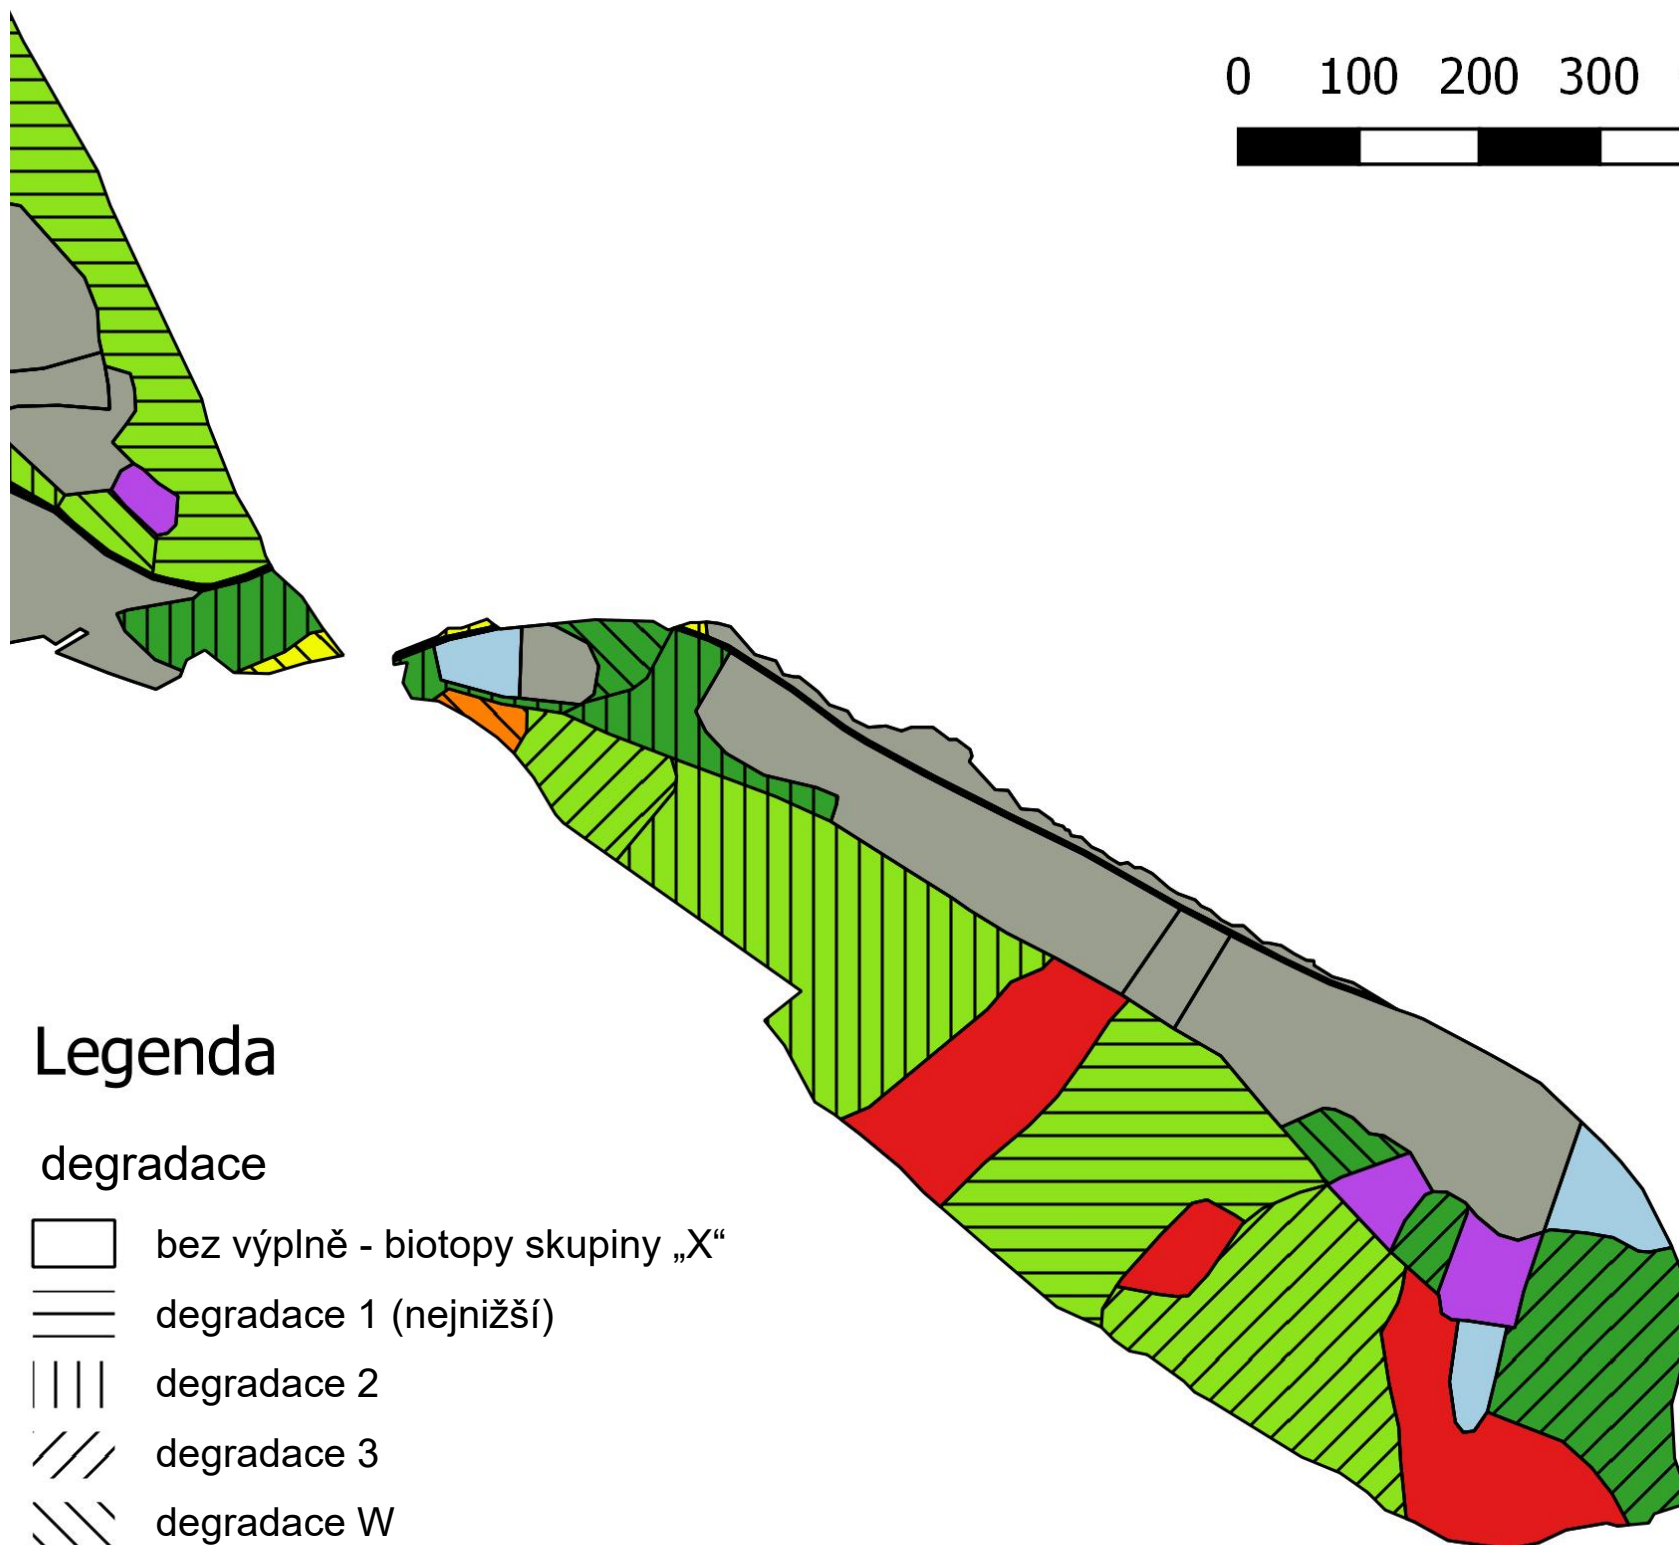 0 100 200 300
Legenda
degradace
bez výplně - biotopy skupiny „X“
degradace 1 (nejnižší)
degradace 2
degradace 3
degradace W